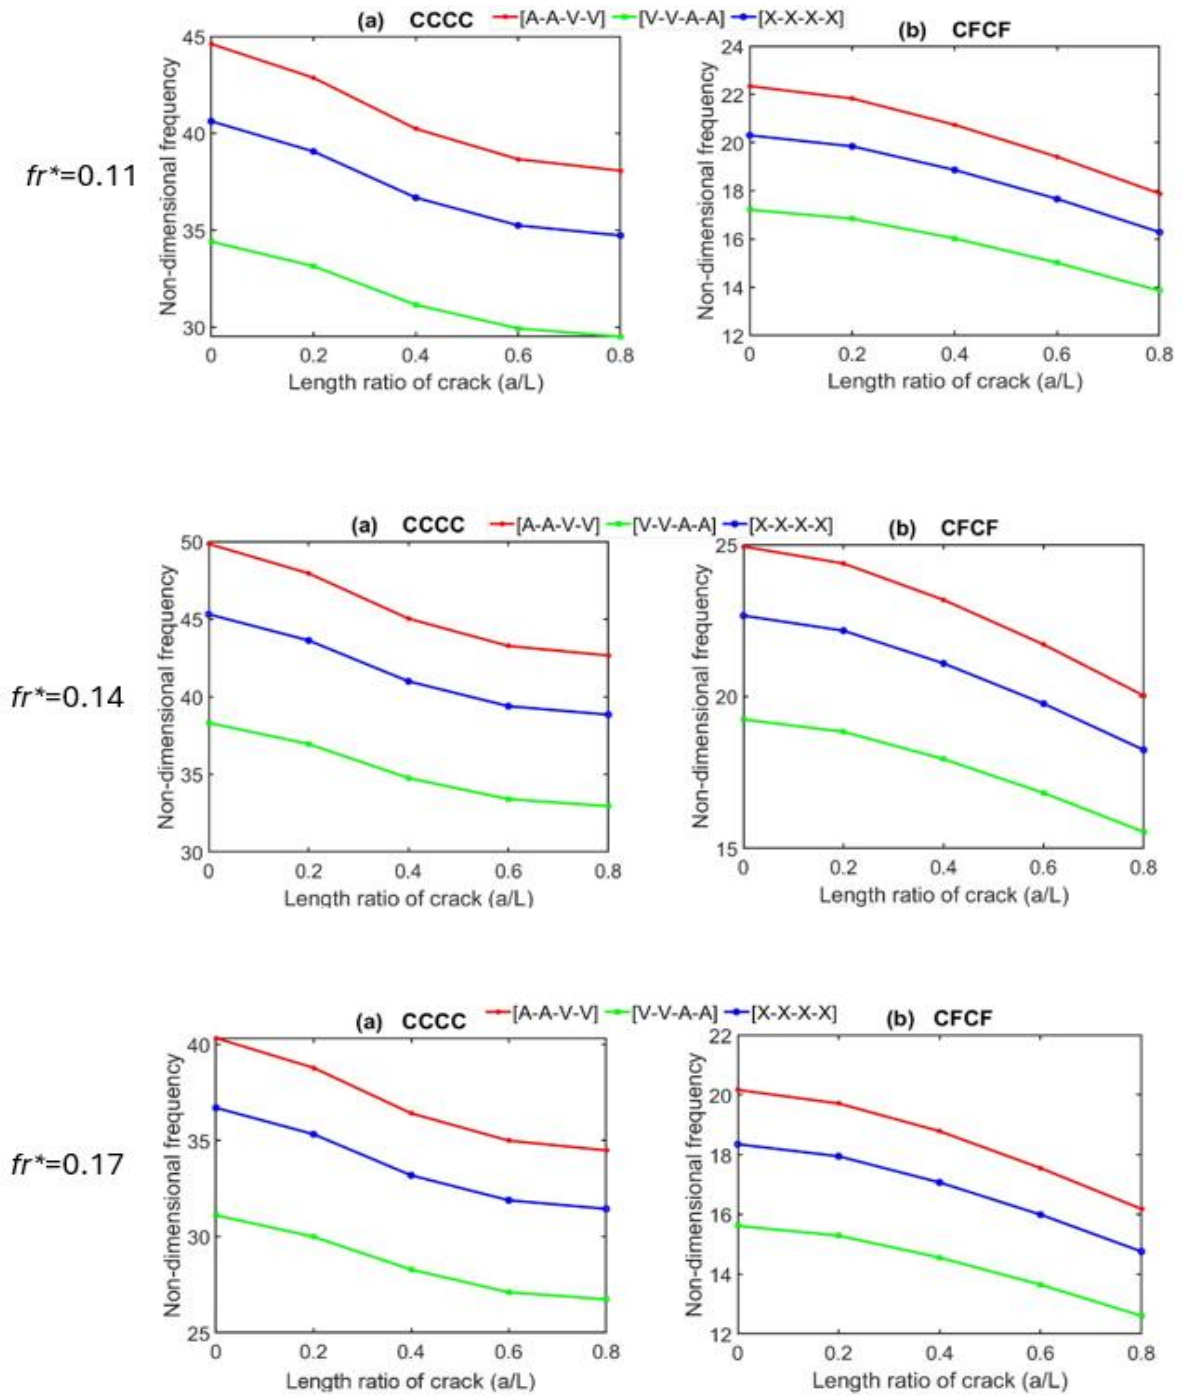 (a) CCCC [A-A-V-V] [V-V-A-A] [X-X-X-X] (b) CFCF
fr*=0.11
Non-dimensional frequency
45
40
35
30
0 0.2 0.4 0.6 0.8
Length ratio of crack (a/L)
Non-dimensional frequency
24
22
20
18
16
14
12
0 0.2 0.4 0.6 0.8
Length ratio of crack (a/L)
(a) CCCC [A-A-V-V] [V-V-A-A] [X-X-X-X] (b) CFCF
fr*=0.14
Non-dimensional frequency
50
45
40
35
30
0 0.2 0.4 0.6 0.8
Length ratio of crack (a/L)
Non-dimensional frequency
25
20
15
0 0.2 0.4 0.6 0.8
Length ratio of crack (a/L)
(a) CCCC [A-A-V-V] [V-V-A-A] [X-X-X-X] (b) CFCF
fr*=0.17
Non-dimensional frequency
40
35
30
25
0 0.2 0.4 0.6 0.8
Length ratio of crack (a/L)
Non-dimensional frequency
22
20
18
16
14
12
0 0.2 0.4 0.6 0.8
Length ratio of crack (a/L)